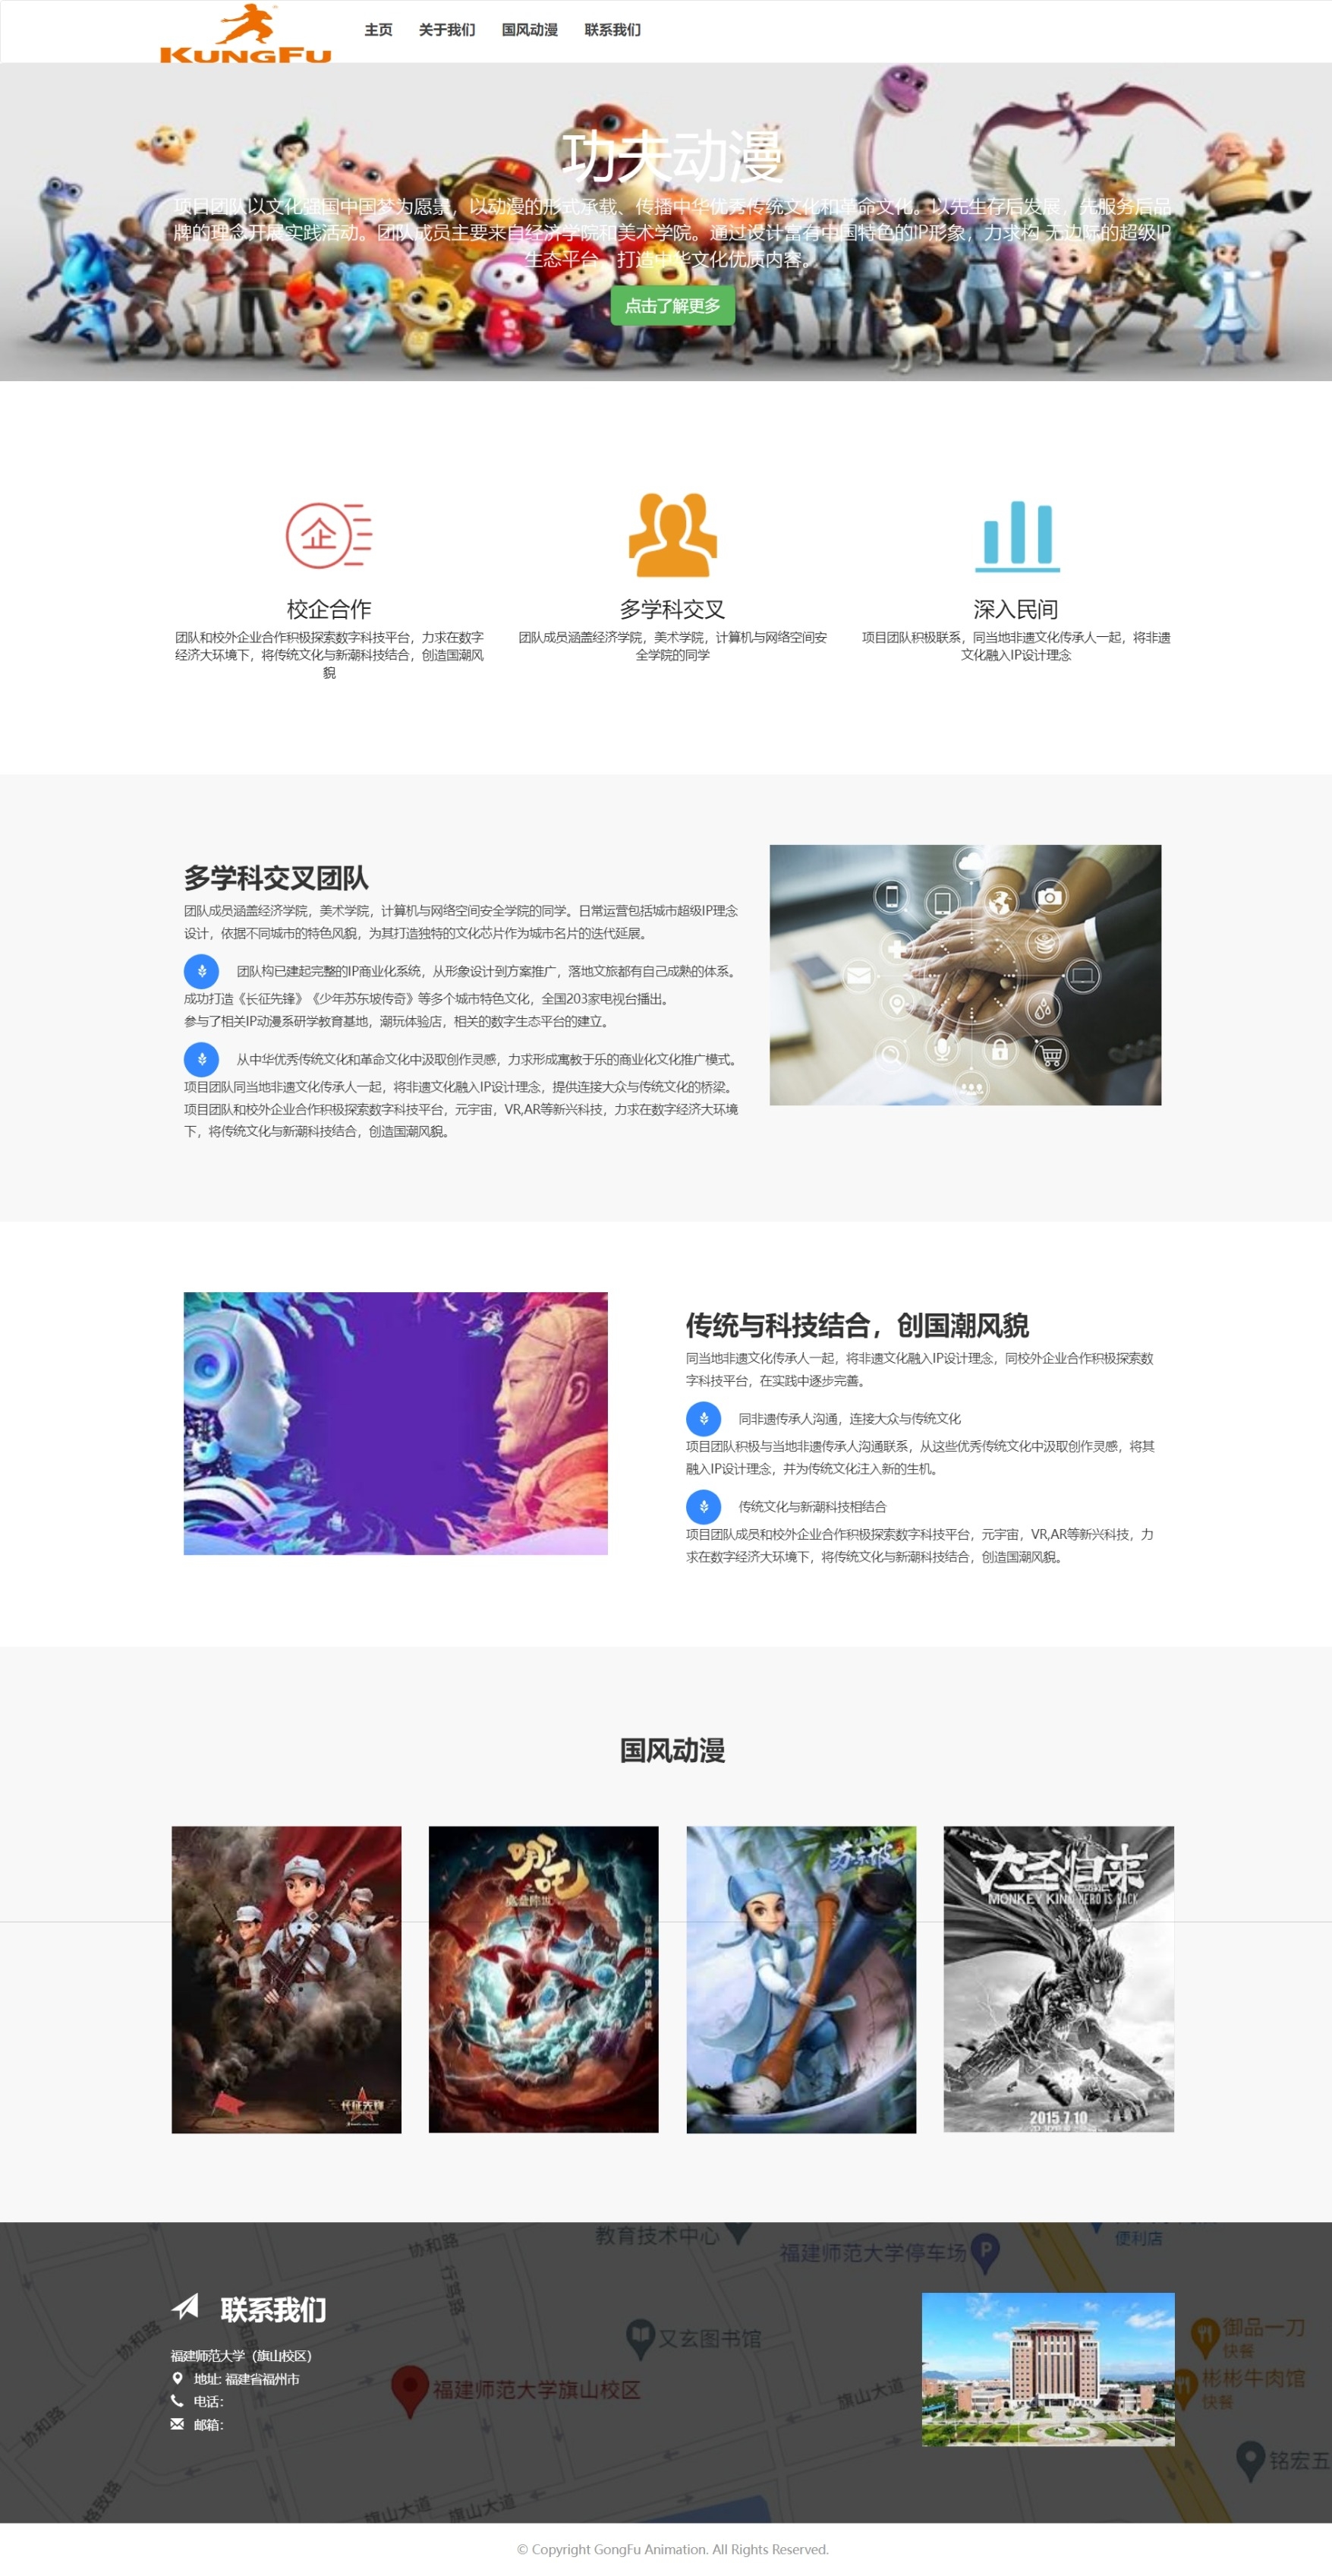 KUNGFU
主页 关于我们 国风动漫 联系我们
功夫动漫
项目团队以文化强国中国梦为愿景，以动漫的形式承载、传播中华优秀传统文化和革命文化。以先生存后发展，先服务后品
牌的理念开展实践活动。团队成员主要来自经济学院和美术学院。通过设计富有中国特色的IP形象，力求构 无边际的超级IP
生态平台，打造中华文化优质内容。
点击了解更多
企
校企合作
团队和校外企业合作积极探索数字科技平台，力求在数字
经济大环境下，将传统文化与新潮科技结合，创造国潮风
貌
多学科交叉
团队成员涵盖经济学院，美术学院，计算机与网络空间安
全学院的同学
深入民间
项目团队积极联系，同当地非遗文化传承人一起，将非遗
文化融入IP设计理念
多学科交叉团队
团队成员涵盖经济学院，美术学院，计算机与网络空间安全学院的同学。日常运营包括城市超级IP理念
设计，依据不同城市的特色风貌，为其打造独特的文化芯片作为城市名片的迭代延展。
团队构已建起完整的IP商业化系统，从形象设计到方案推广，落地文旅都有自己成熟的体系。
成功打造《长征先锋》《少年苏东坡传奇》等多个城市特色文化，全国203家电视台播出。
参与了相关IP动漫系研学教育基地，潮玩体验店，相关的数字生态平台的建立。
从中华优秀传统文化和革命文化中汲取创作灵感，力求形成寓教于乐的商业化文化推广模式。
项目团队同当地非遗文化传承人一起，将非遗文化融入IP设计理念，提供连接大众与传统文化的桥梁。
项目团队和校外企业合作积极探索数字科技平台，元宇宙，VR,AR等新兴科技，力求在数字经济大环境
下，将传统文化与新潮科技结合，创造国潮风貌。
传统与科技结合，创国潮风貌
同当地非遗文化传承人一起，将非遗文化融入IP设计理念，同校外企业合作积极探索数
字科技平台，在实践中逐步完善。
同非遗传承人沟通，连接大众与传统文化
项目团队积极与当地非遗传承人沟通联系，从这些优秀传统文化中汲取创作灵感，将其
融入IP设计理念，并为传统文化注入新的生机。
传统文化与新潮科技相结合
项目团队成员和校外企业合作积极探索数字科技平台，元宇宙，VR,AR等新兴科技，力
求在数字经济大环境下，将传统文化与新潮科技结合，创造国潮风貌。
国风动漫
长征先锋
哪吒
苏东坡
大圣归来
MONKEY KING HERO IS BACK
2015.7.10
协和路
教育技术中心
福建师范大学停车场
P
便利店
联系我们
福建师范大学（旗山校区）
地址: 福建省福州市
电话:
邮箱:
协和路
又玄图书馆
福建师范大学旗山校区
旗山大道
御品一刀
快餐
彬彬牛肉馆
快餐
铭宏五
协和路
格致路
旗山大道
旗山大道
© Copyright GongFu Animation. All Rights Reserved.